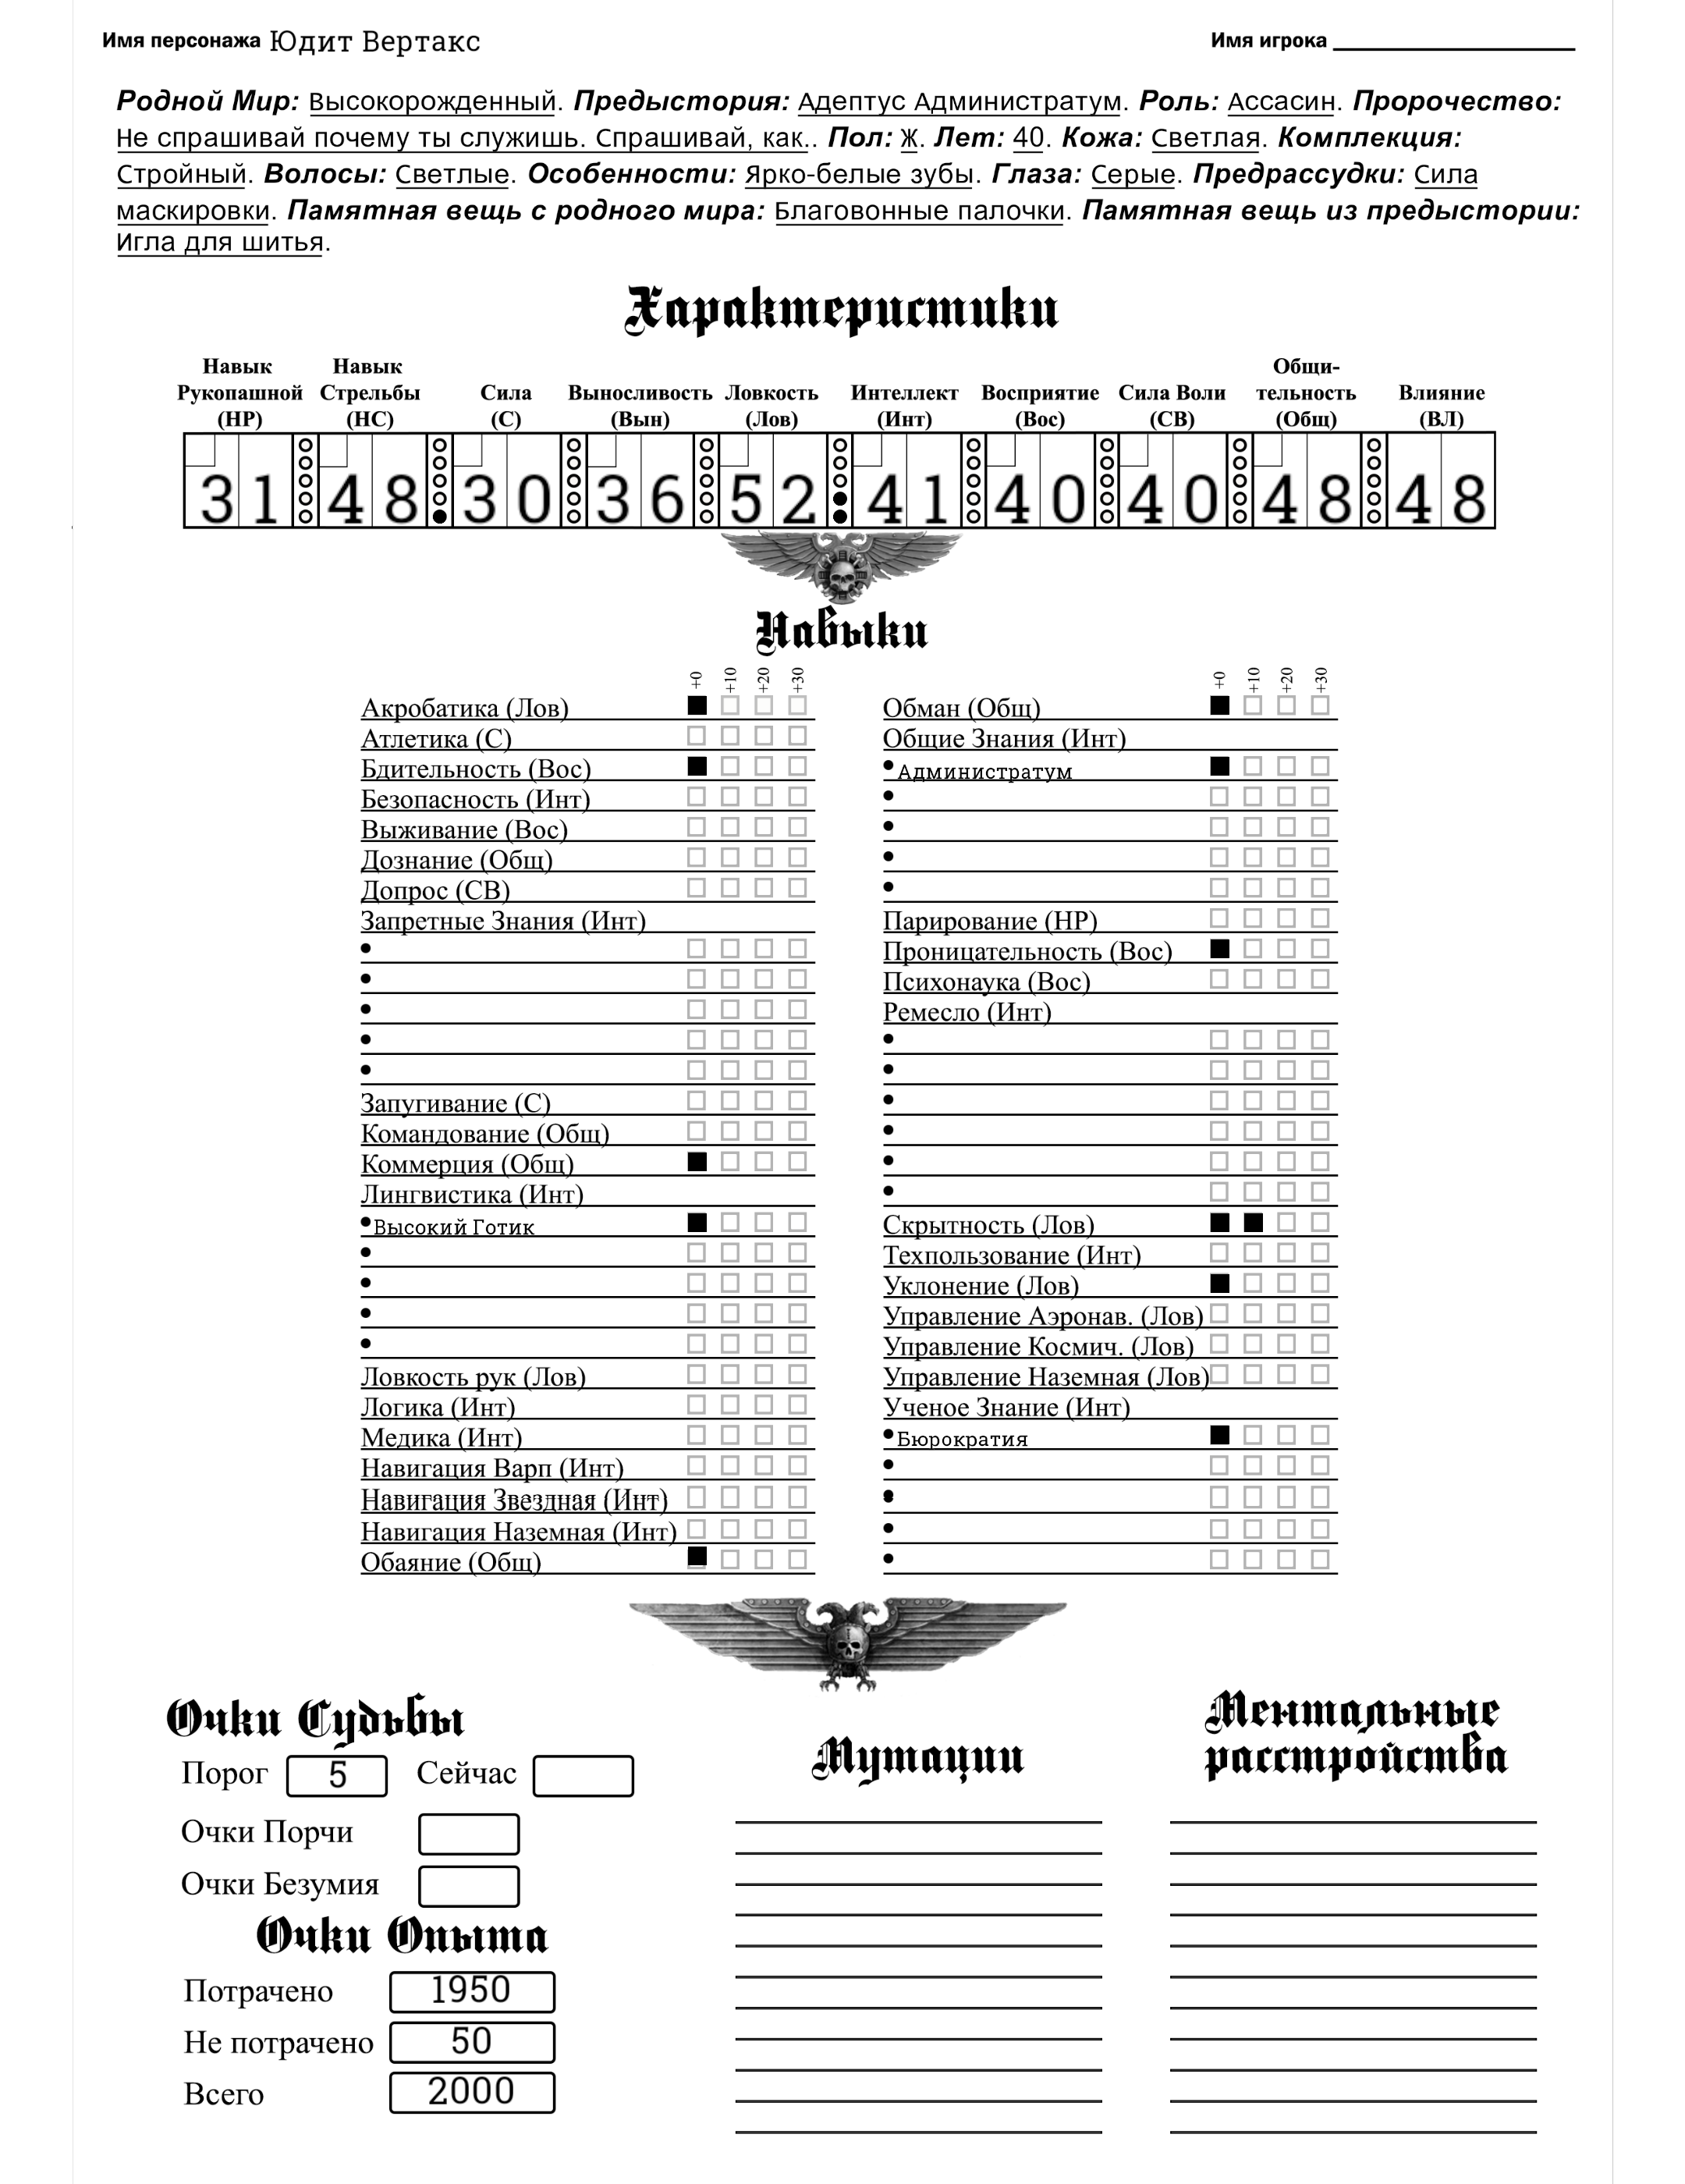 Имя персонажа Юдит Вертакс Имя игрока
Родной Мир: Высокорожденный. Предыстория: Адептус Администратум. Роль: Ассасин. Пророчество:
Не спрашивай почему ты служишь. Спрашивай, как.. Пол: Ж. Лет: 40. Кожа: Светлая. Комплекция:
Стройный. Волосы: Светлые. Особенности: Ярко-белые зубы. Глаза: Серые. Предрассудки: Сила
маскировки. Памятная вещь с родного мира: Благовонные палочки. Памятная вещь из предыстории:
Игла для шитья.
Характеристики
Навык Рукопашной (НР)
Навык Стрельбы (НС)
Сила (С)
Выносливость (Вын)
Ловкость (Лов)
Интеллект (Инт)
Восприятие (Вос)
Сила Воли (СВ)
Общи-тельность (Общ)
Влияние (ВЛ)
31 48 30 36 52 41 40 40 48 48
Навыки
+0 +10 +20 +30
Акробатика (Лов)
Атлетика (С)
Бдительность (Вос)
Безопасность (Инт)
Выживание (Вос)
Дознание (Общ)
Допрос (СВ)
Запретные Знания (Инт)
Запугивание (С)
Командование (Общ)
Коммерция (Общ)
Лингвистика (Инт)
Высокий Готик
Ловкость рук (Лов)
Логика (Инт)
Медика (Инт)
Навигация Варп (Инт)
Навигация Звездная (Инт)
Навигация Наземная (Инт)
Обаяние (Общ)
+0 +10 +20 +30
Обман (Общ)
Общие Знания (Инт)
Администратум
Парирование (НР)
Проницательность (Вос)
Психонаука (Вос)
Ремесло (Инт)
Скрытность (Лов)
Техпользование (Инт)
Уклонение (Лов)
Управление Аэронав. (Лов)
Управление Космич. (Лов)
Управление Наземная (Лов)
Ученое Знание (Инт)
Бюрократия
Очки Судьбы
Порог 5 Сейчас
Очки Порчи
Очки Безумия
Очки Опыта
Потрачено 1950
Не потрачено 50
Всего 2000
Мутации
Ментальные
расстройства